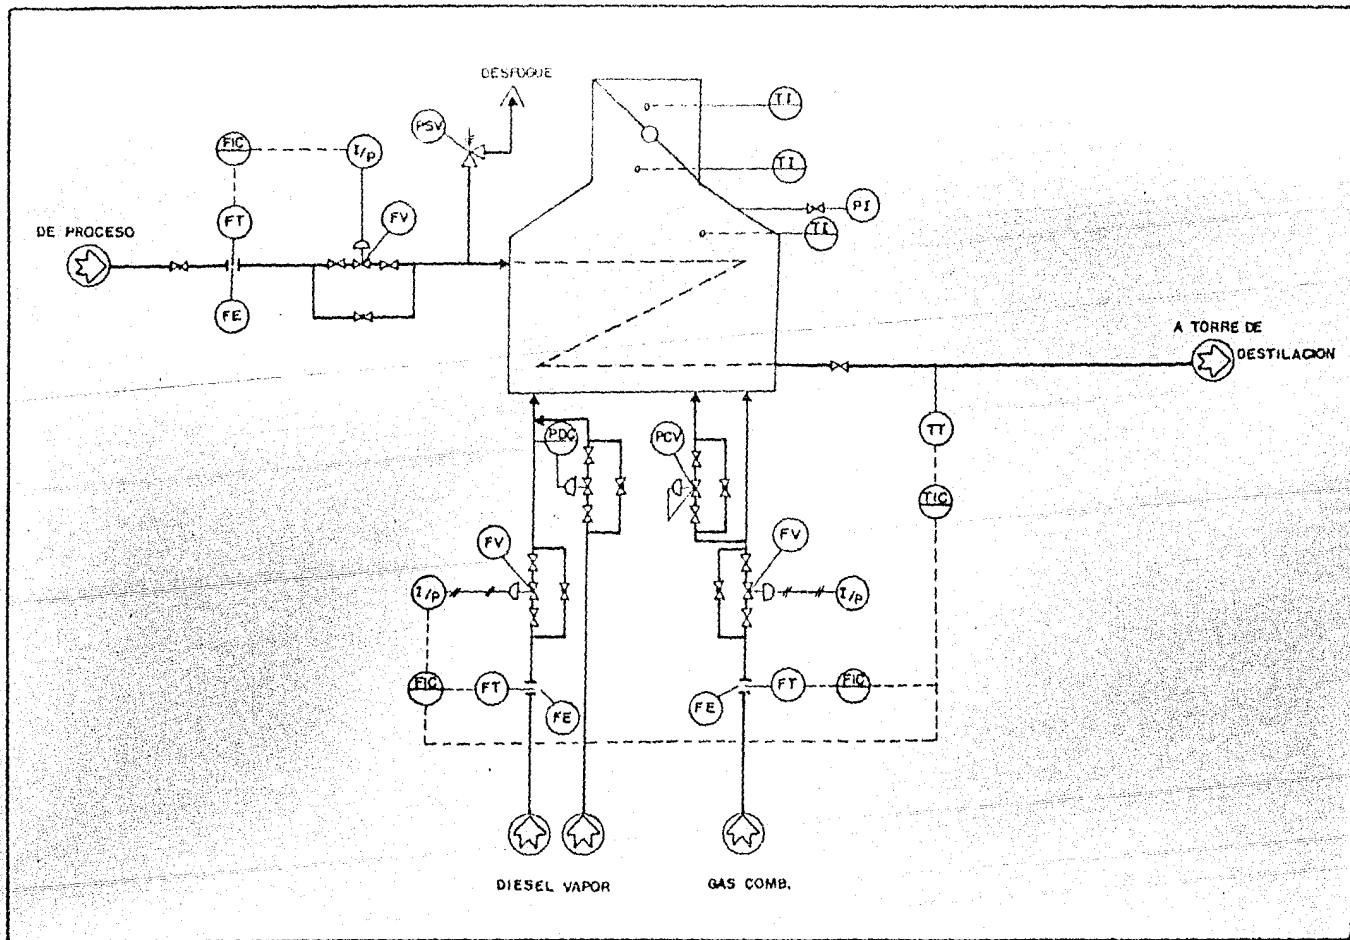 DESFOGUE
TI
PSV
FIC
I/P
TI
PI
FT
FV
TI
DE PROCESO
FE
A TORRE DE
DESTILACION
PDC
PCV
TT
TIC
FV
FV
I/P
I/P
FIC
FT
FE
FE
FT
FIC
DIESEL VAPOR
GAS COMB.